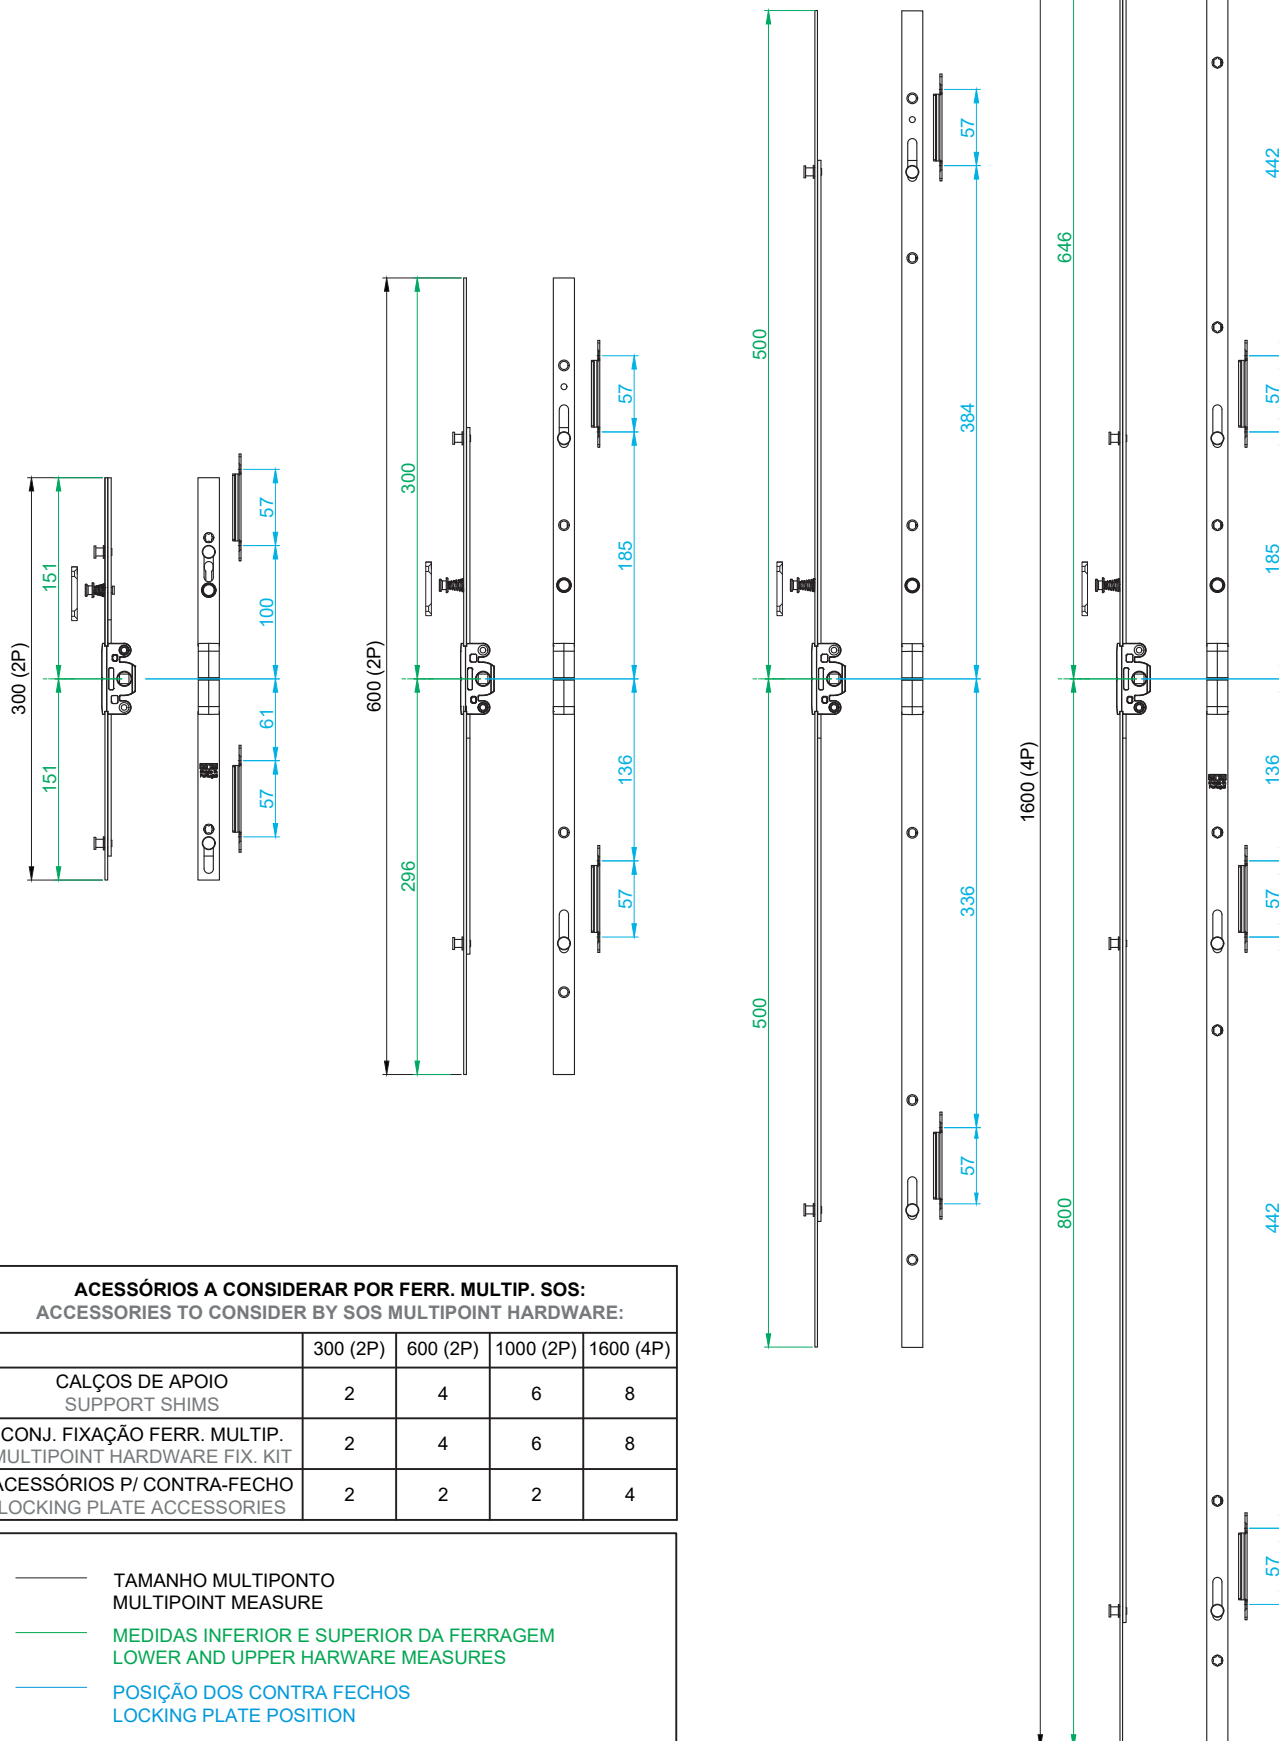 300 (2P)
151
151
57
100
61
57
600 (2P)
300
296
57
185
136
57
500
500
57
384
336
57
1600 (4P)
646
800
442
57
185
136
57
442
57
ACESSÓRIOS A CONSIDERAR POR FERR. MULTIP. SOS:
ACCESSORIES TO CONSIDER BY SOS MULTIPOINT HARDWARE:
300 (2P) 600 (2P) 1000 (2P) 1600 (4P)
CALÇOS DE APOIO
SUPPORT SHIMS
2 4 6 8
CONJ. FIXAÇÃO FERR. MULTIP.
MULTIPOINT HARDWARE FIX. KIT
2 4 6 8
ACESSÓRIOS P/ CONTRA-FECHO
LOCKING PLATE ACCESSORIES
2 2 2 4
TAMANHO MULTIPONTO
MULTIPOINT MEASURE
MEDIDAS INFERIOR E SUPERIOR DA FERRAGEM
LOWER AND UPPER HARWARE MEASURES
POSIÇÃO DOS CONTRA FECHOS
LOCKING PLATE POSITION